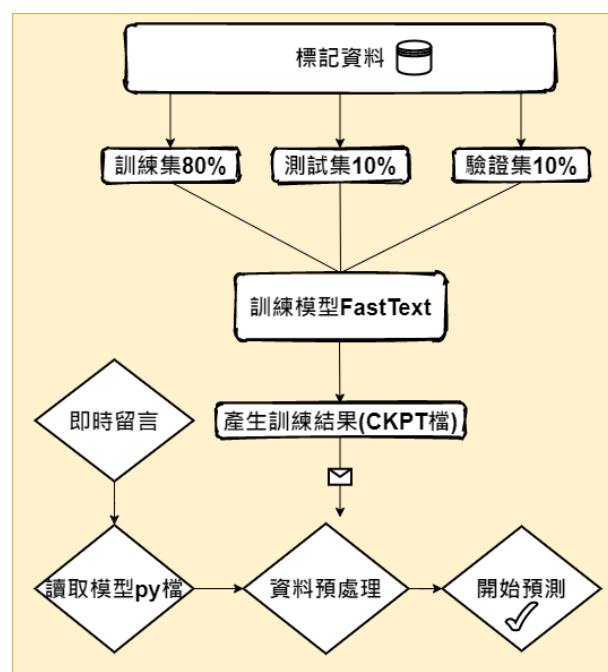 標記資料
訓練集80%
測試集10%
驗證集10%
訓練模型FastText
即時留言
產生訓練結果(CKPT檔)
讀取模型py檔
資料預處理
開始預測